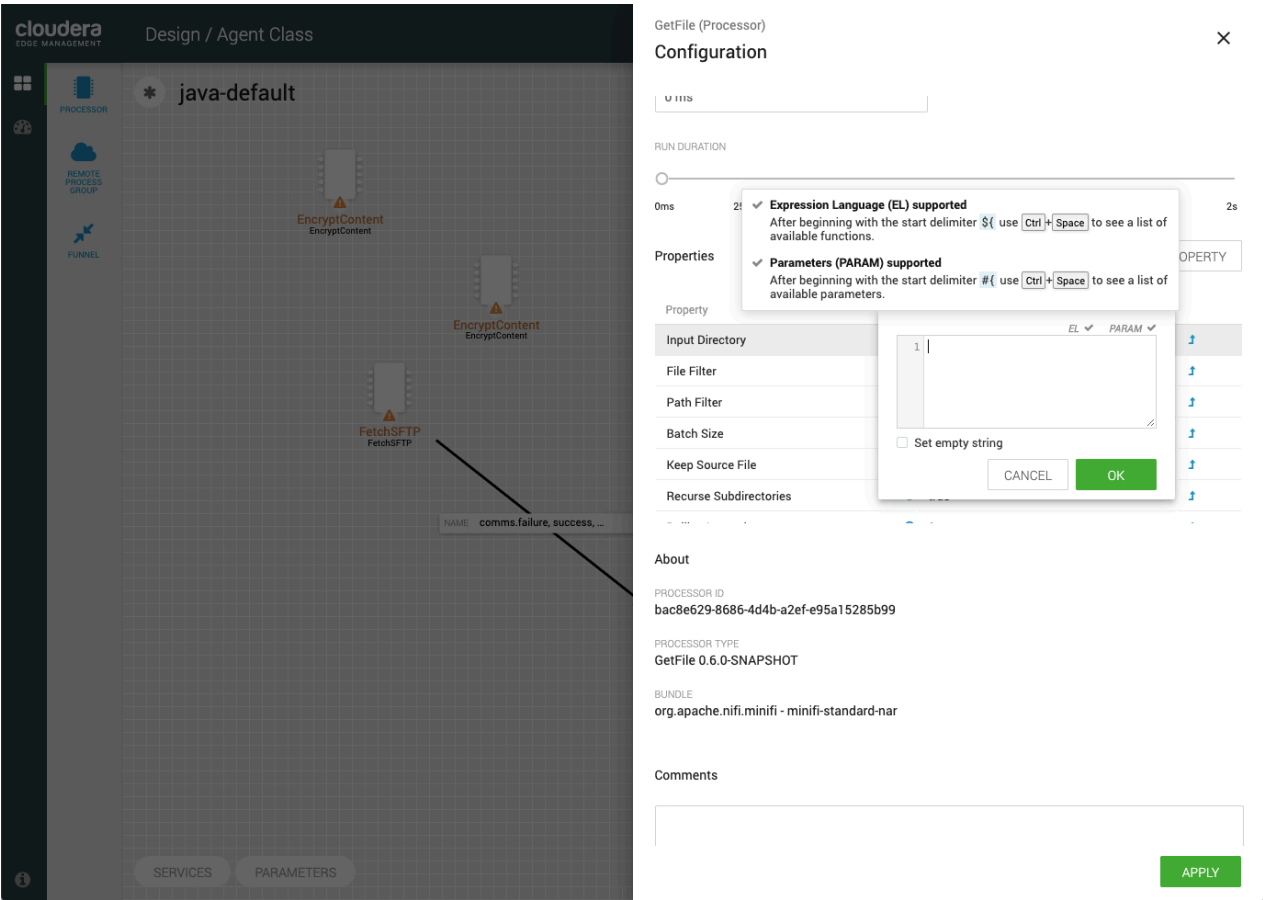 cloudera
EDGE MANAGEMENT
Design / Agent Class
PROCESSOR
REMOTE
PROCESS
GROUP
FUNNEL
java-default
EncryptContent
EncryptContent
EncryptContent
EncryptContent
FetchSFTP
FetchSFTP
NAME comms.failure, success, ...
SERVICES
PARAMETERS
GetFile (Processor)
Configuration
0 ms
RUN DURATION
0ms
2s
Expression Language (EL) supported
After beginning with the start delimiter ${ use Ctrl+Space to see a list of
available functions.
Parameters (PARAM) supported
After beginning with the start delimiter #{ use Ctrl+Space to see a list of
available parameters.
Properties
OPERTY
Property
EL PARAM
1
Input Directory
File Filter
Path Filter
Batch Size
Keep Source File
Recurse Subdirectories
Set empty string
CANCEL
OK
About
PROCESSOR ID
bac8e629-8686-4d4b-a2ef-e95a15285b99
PROCESSOR TYPE
GetFile 0.6.0-SNAPSHOT
BUNDLE
org.apache.nifi.minifi - minifi-standard-nar
Comments
APPLY